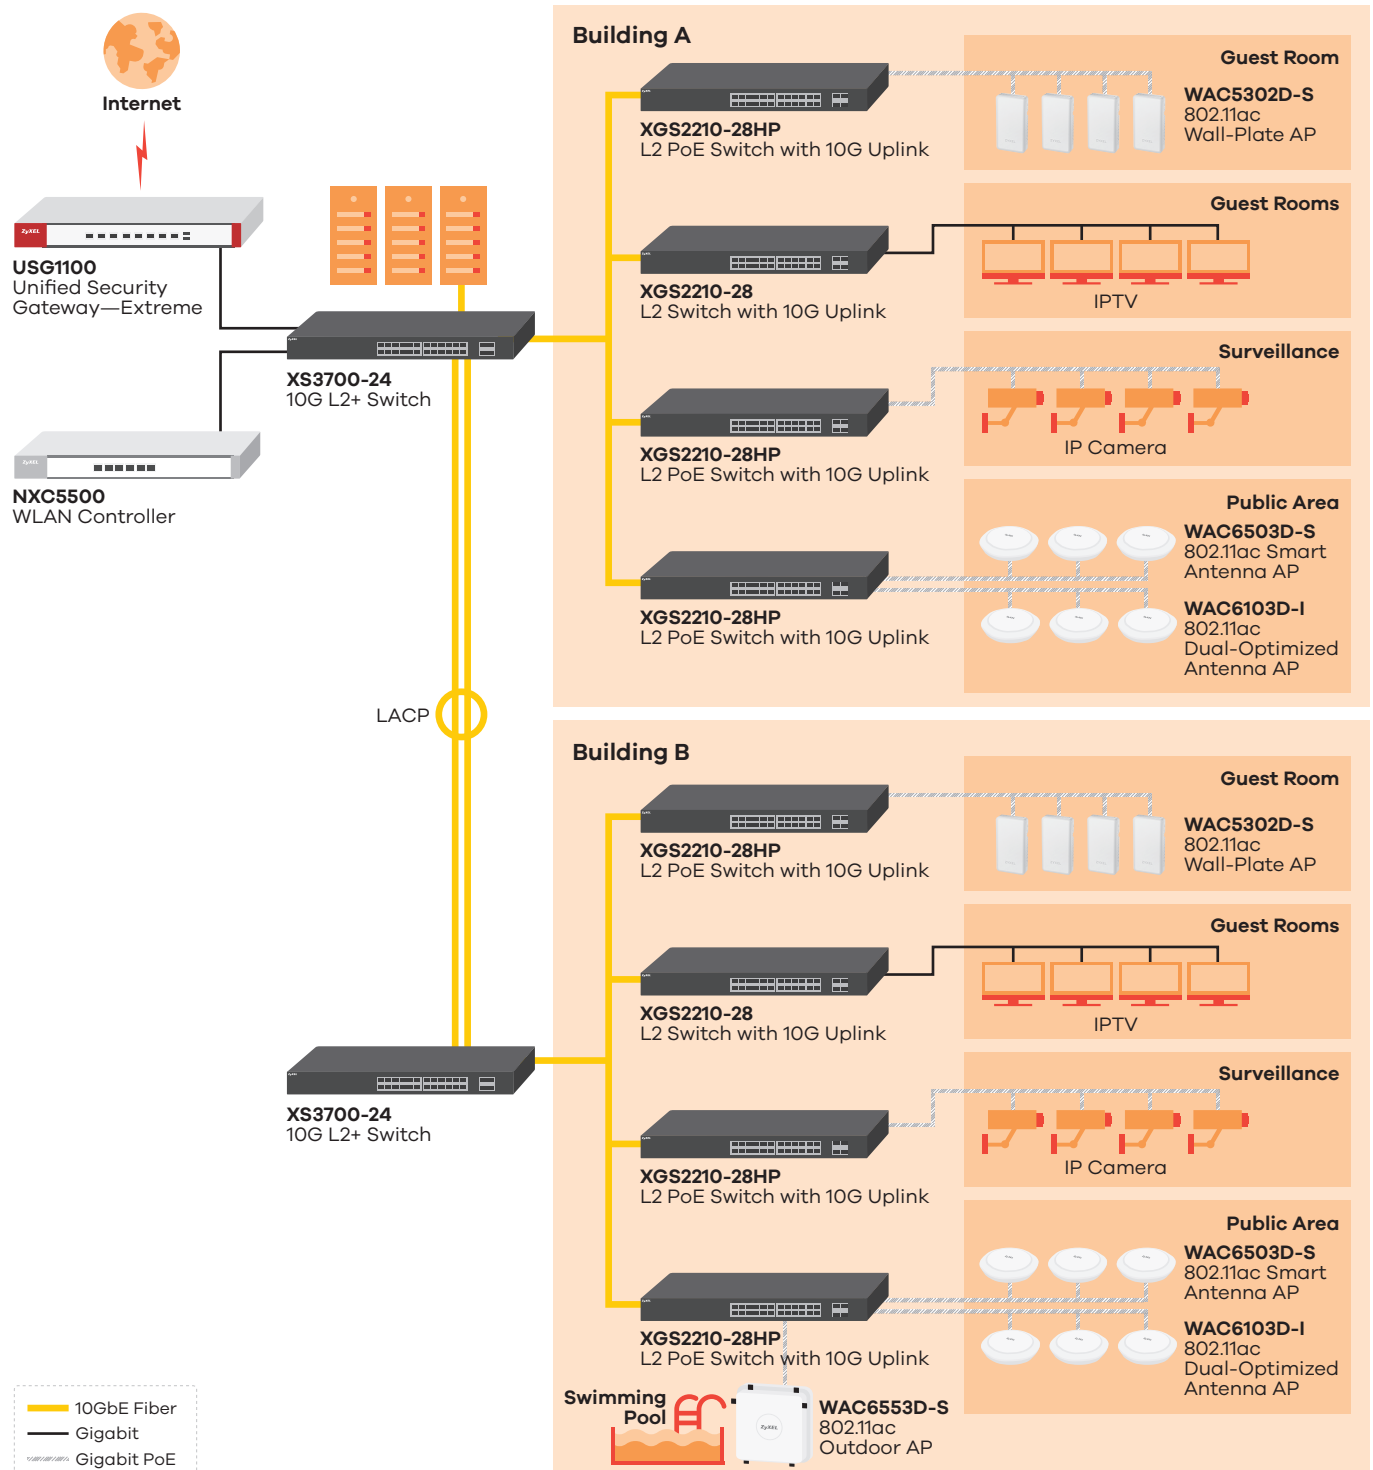 Internet
ZyXEL
USG1100
Unified Security
Gateway—Extreme
XS3700-24
10G L2+ Switch
ZyXEL
NXC5500
WLAN Controller
LACP
XS3700-24
10G L2+ Switch
Building A
XGS2210-28HP
L2 PoE Switch with 10G Uplink
Guest Room
WAC5302D-S
802.11ac
Wall-Plate AP
XGS2210-28
L2 Switch with 10G Uplink
Guest Rooms
IPTV
XGS2210-28HP
L2 PoE Switch with 10G Uplink
Surveillance
IP Camera
XGS2210-28HP
L2 PoE Switch with 10G Uplink
Public Area
WAC6503D-S
802.11ac Smart
Antenna AP
WAC6103D-I
802.11ac
Dual-Optimized
Antenna AP
Building B
XGS2210-28HP
L2 PoE Switch with 10G Uplink
Guest Room
WAC5302D-S
802.11ac
Wall-Plate AP
XGS2210-28
L2 Switch with 10G Uplink
Guest Rooms
IPTV
XGS2210-28HP
L2 PoE Switch with 10G Uplink
Surveillance
IP Camera
XGS2210-28HP
L2 PoE Switch with 10G Uplink
Public Area
WAC6503D-S
802.11ac Smart
Antenna AP
WAC6103D-I
802.11ac
Dual-Optimized
Antenna AP
Swimming
Pool
ZyXEL
WAC6553D-S
802.11ac
Outdoor AP
10GbE Fiber
Gigabit
Gigabit PoE